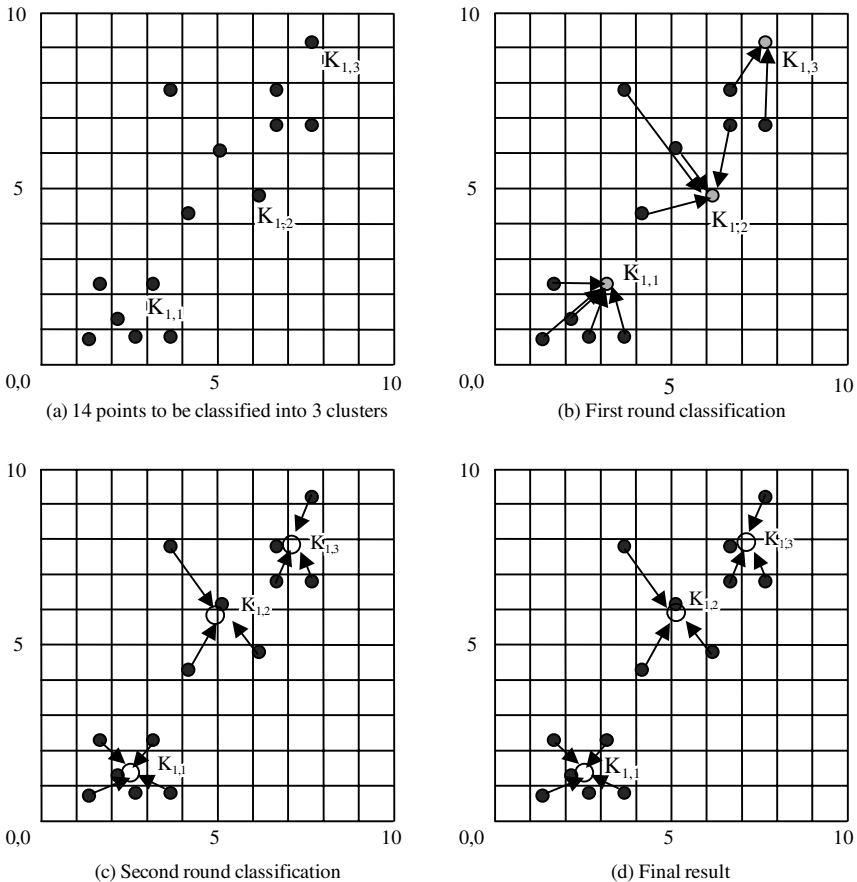 10
K1,3
5
K1,2
K1,1
0,0
5
10
(a) 14 points to be classified into 3 clusters
K1,3
K1,2
K1,1
0,0
5
10
(b) First round classification
10
K1,3
K1,2
5
K1,1
0,0
5
10
(c) Second round classification
10
K1,3
K1,2
5
K1,1
0,0
5
10
(d) Final result